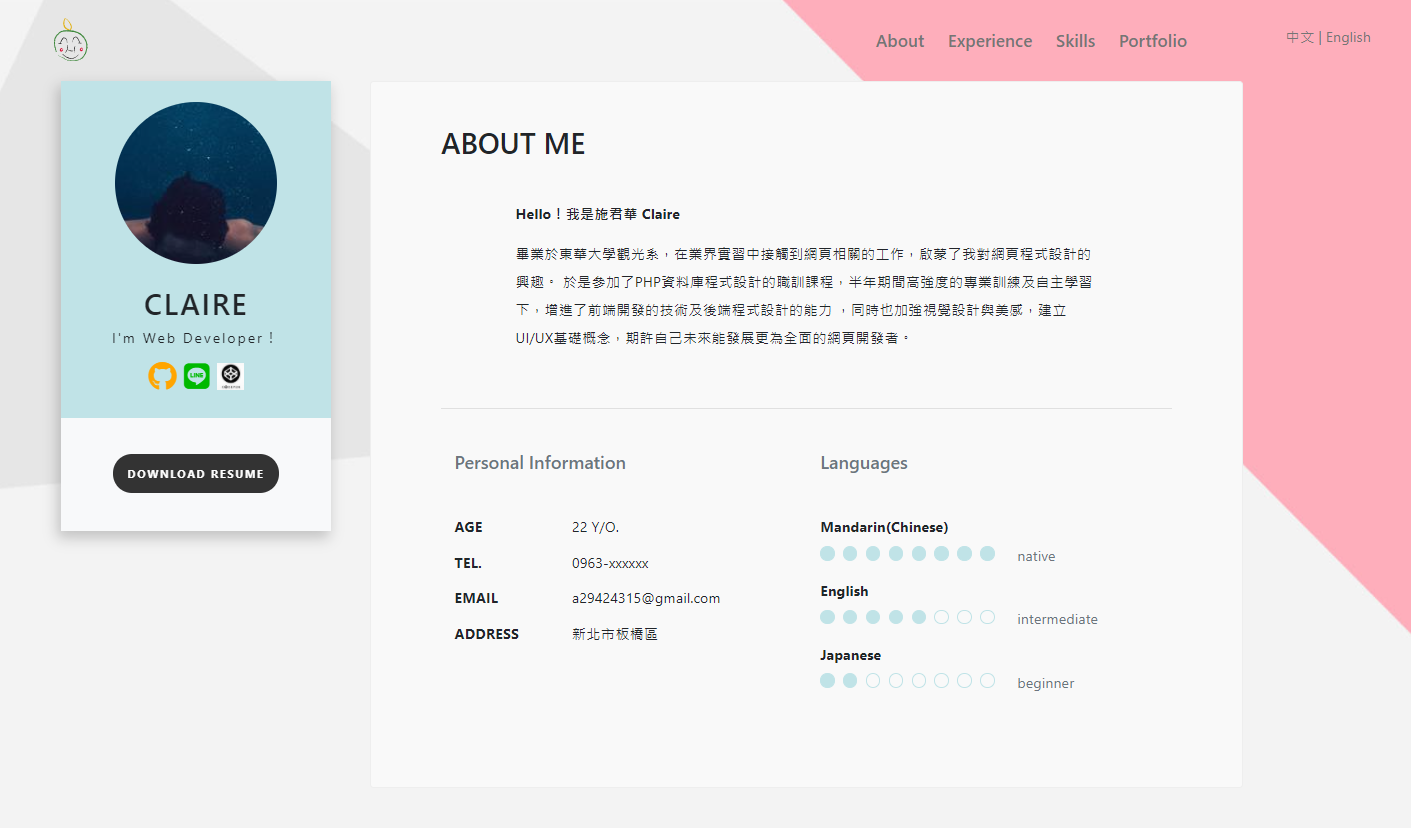 About Experience Skills Portfolio
中文 | English
CLAIRE
I'm Web Developer !
LINE
DOWNLOAD RESUME
ABOUT ME
Hello！我是施君華 Claire
畢業於東華大學觀光系，在業界實習中接觸到網頁相關的工作，啟蒙了我對網頁程式設計的
興趣。 於是參加了PHP資料庫程式設計的職訓課程，半年期間高強度的專業訓練及自主學習
下，增進了前端開發的技術及後端程式設計的能力 ，同時也加強視覺設計與美感，建立
UI/UX基礎概念，期許自己未來能發展更為全面的網頁開發者。
Personal Information
AGE 22 Y/O.
TEL. 0963-xxxxxx
EMAIL a29424315@gmail.com
ADDRESS 新北市板橋區
Languages
Mandarin(Chinese)
native
English
intermediate
Japanese
beginner